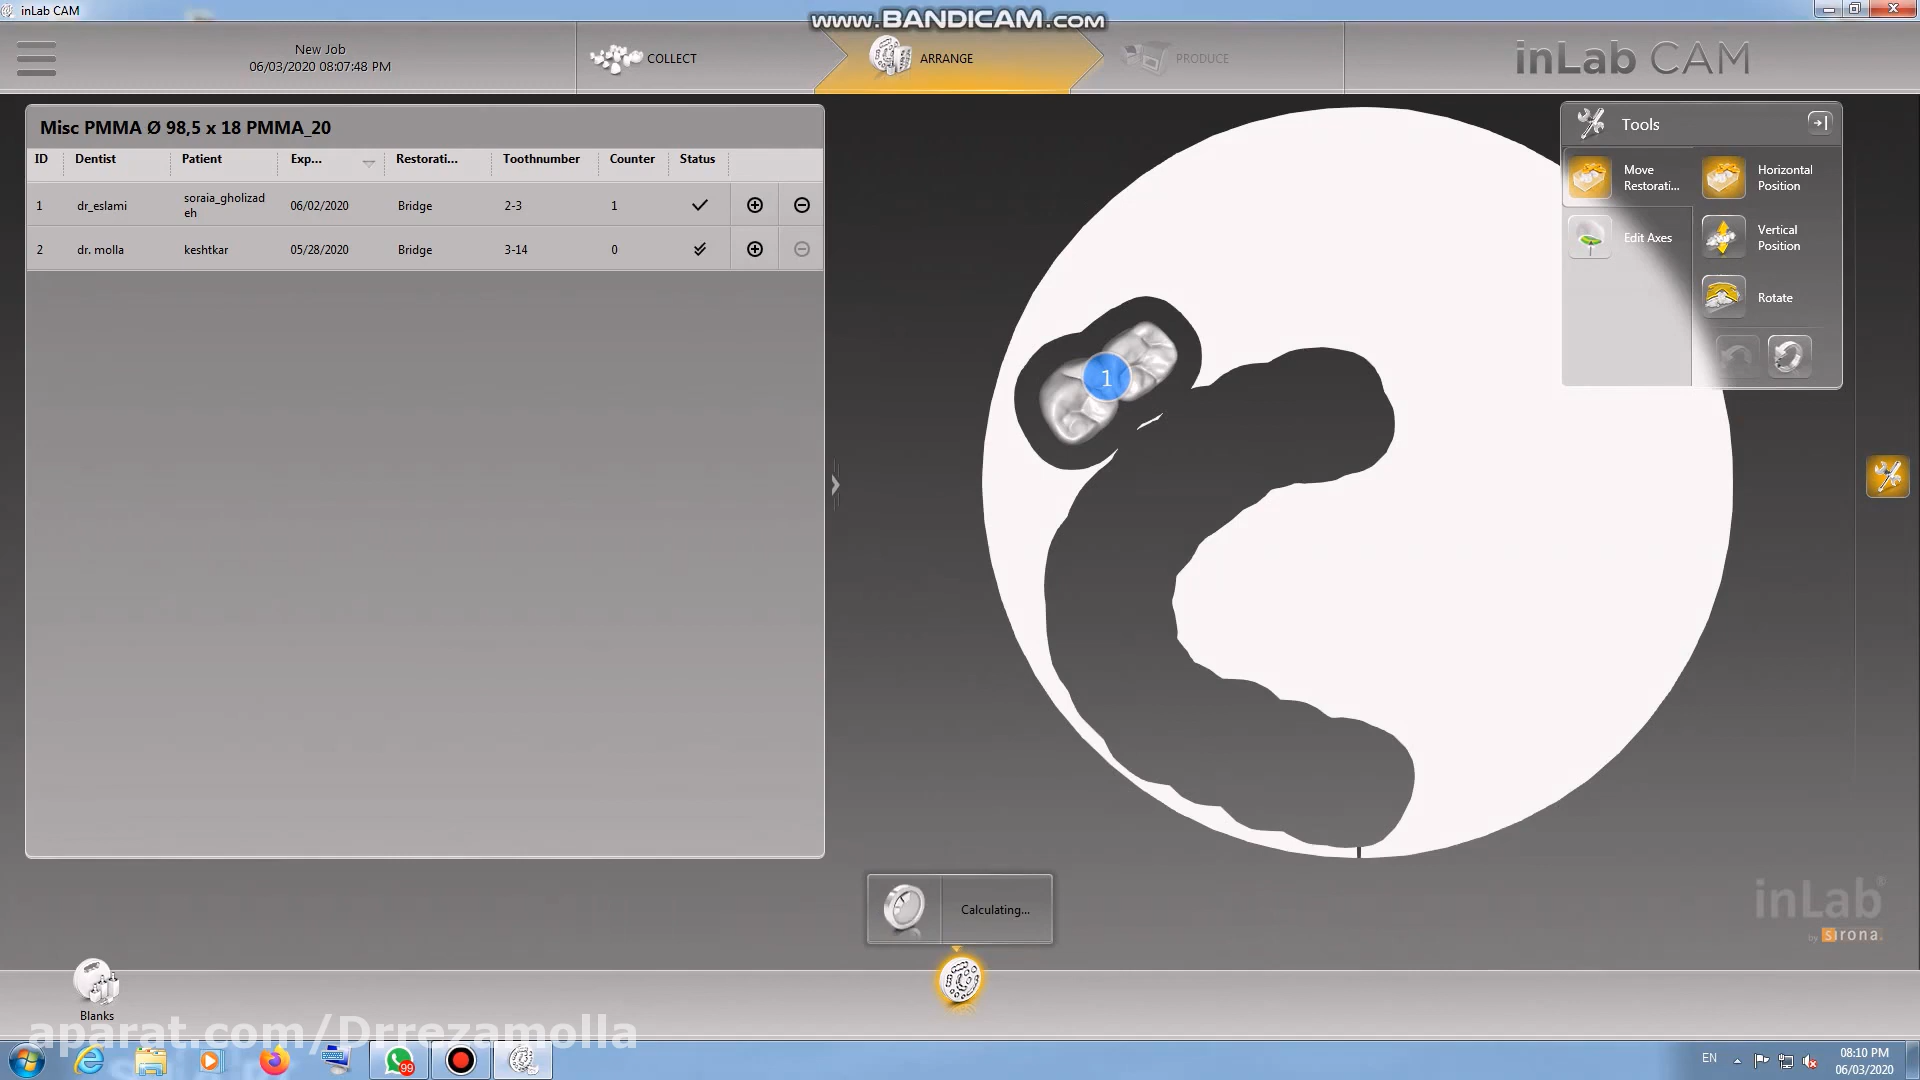 inLab CAM
www.BANDICAM.com
New Job
06/03/2020 08:07:48 PM
COLLECT
ARRANGE
PRODUCE
inLab CAM
Misc PMMA Ø 98,5 x 18 PMMA_20
ID Dentist Patient Exp... Restorati... Toothnumber Counter Status
1 dr_eslami soraia_gholizad
eh 06/02/2020 Bridge 2-3 1
2 dr. molla keshtkar 05/28/2020 Bridge 3-14 0
1
Tools
Move
Restorati...
Horizontal
Position
Edit Axes
Vertical
Position
Rotate
Calculating...
inLab®
by sirona.
Blanks
aparat.com/Drrezamolla
99
EN
08:10 PM
06/03/2020